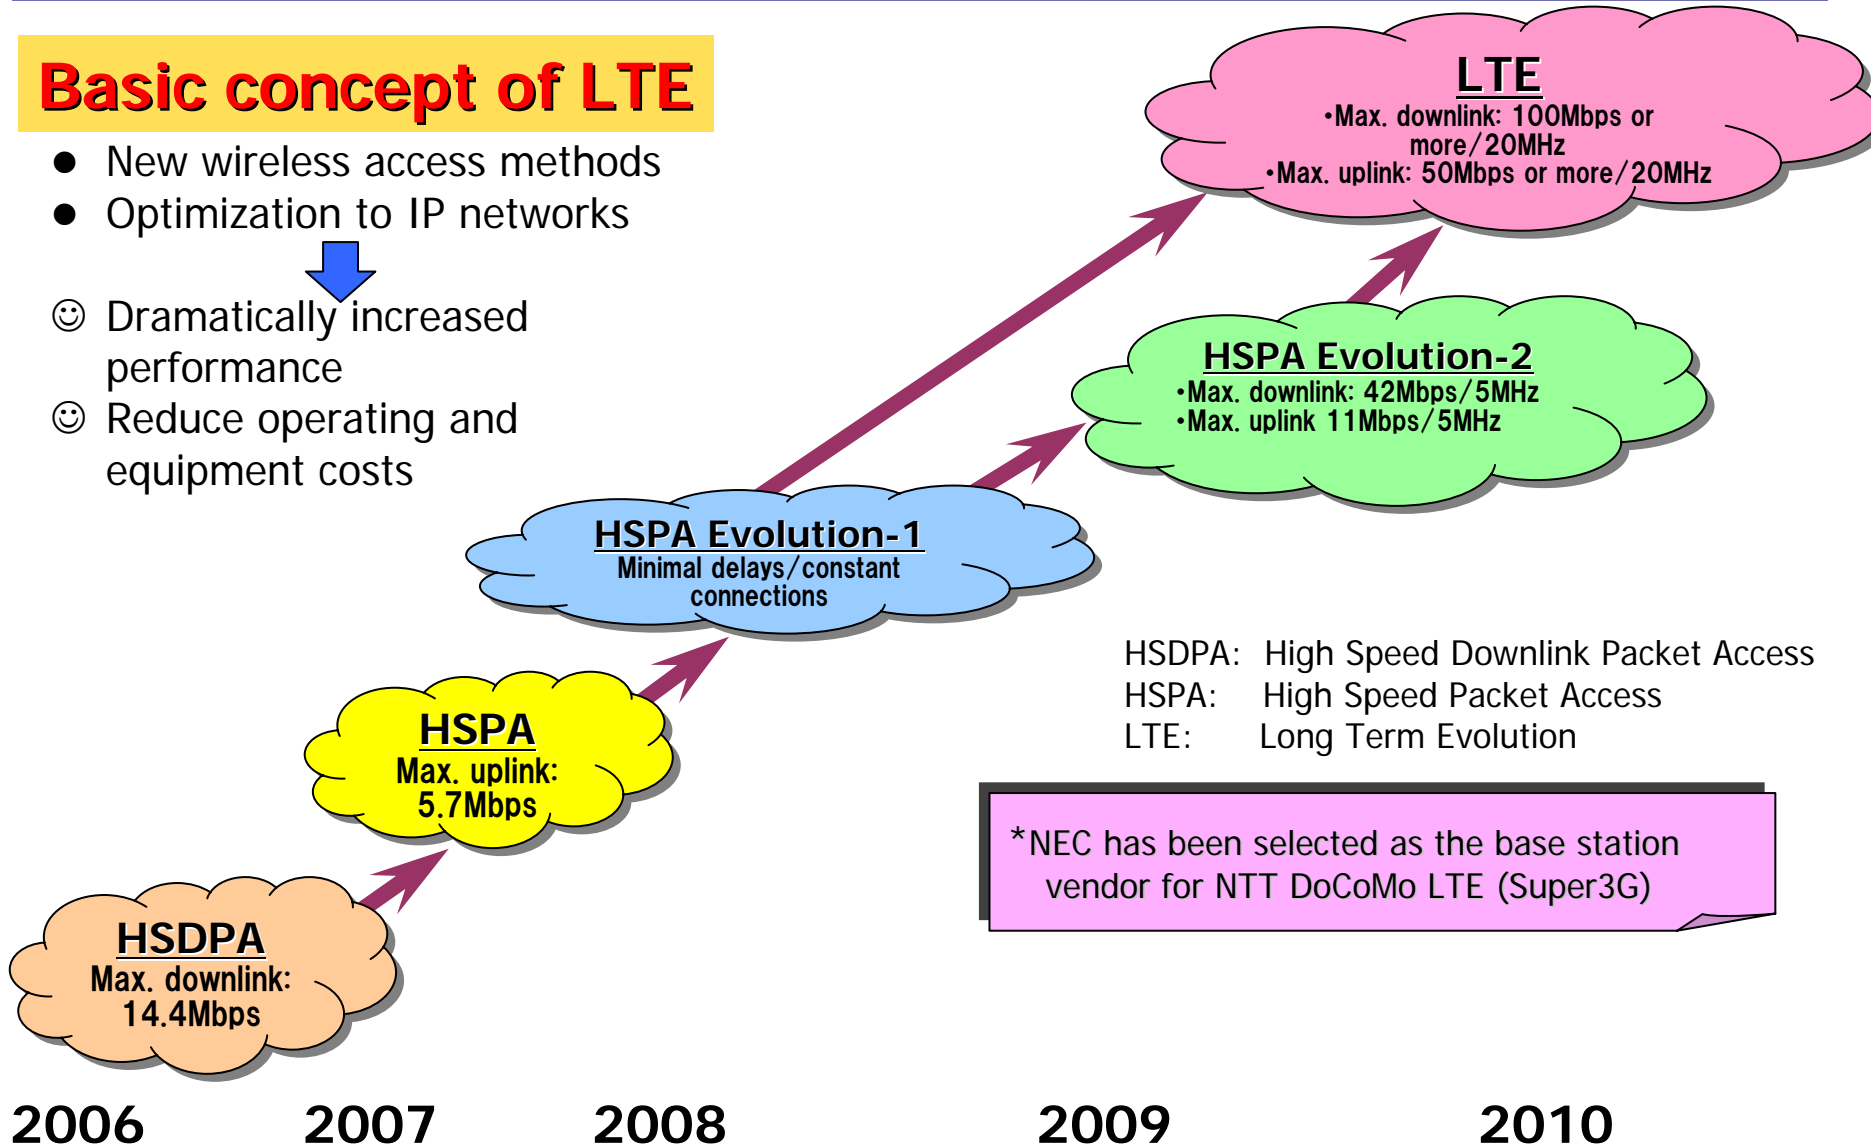 Basic concept of LTE
● New wireless access methods
● Optimization to IP networks
☺ Dramatically increased
performance
☺ Reduce operating and
equipment costs
LTE
・Max. downlink: 100Mbps or
more/20MHz
・Max. uplink: 50Mbps or more/20MHz
HSPA Evolution-2
・Max. downlink: 42Mbps/5MHz
・Max. uplink 11Mbps/5MHz
HSPA Evolution-1
Minimal delays/constant
connections
HSPA
Max. uplink:
5.7Mbps
HSDPA
Max. downlink:
14.4Mbps
HSDPA: High Speed Downlink Packet Access
HSPA: High Speed Packet Access
LTE: Long Term Evolution
*NEC has been selected as the base station
vendor for NTT DoCoMo LTE (Super3G)
2006 2007 2008 2009 2010